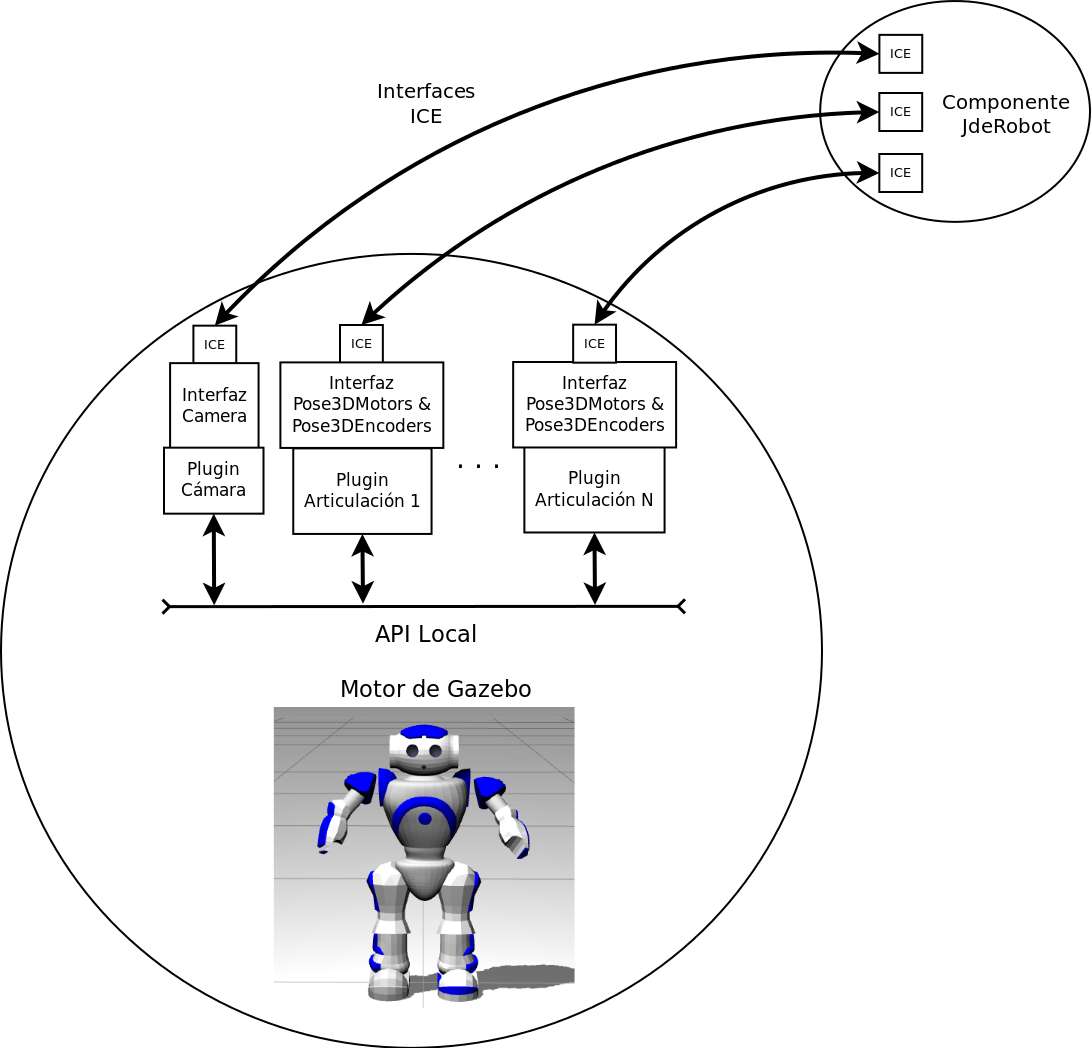 ICE
Interfaces
ICE
ICE
Componente
JdeRobot
ICE
ICE
ICE
ICE
Interfaz
Camera
Interfaz
Pose3DMotors &
Pose3DEncoders
Interfaz
Pose3DMotors &
Pose3DEncoders
Plugin
Cámara
Plugin
Articulación 1
. . .
Plugin
Articulación N
API Local
Motor de Gazebo